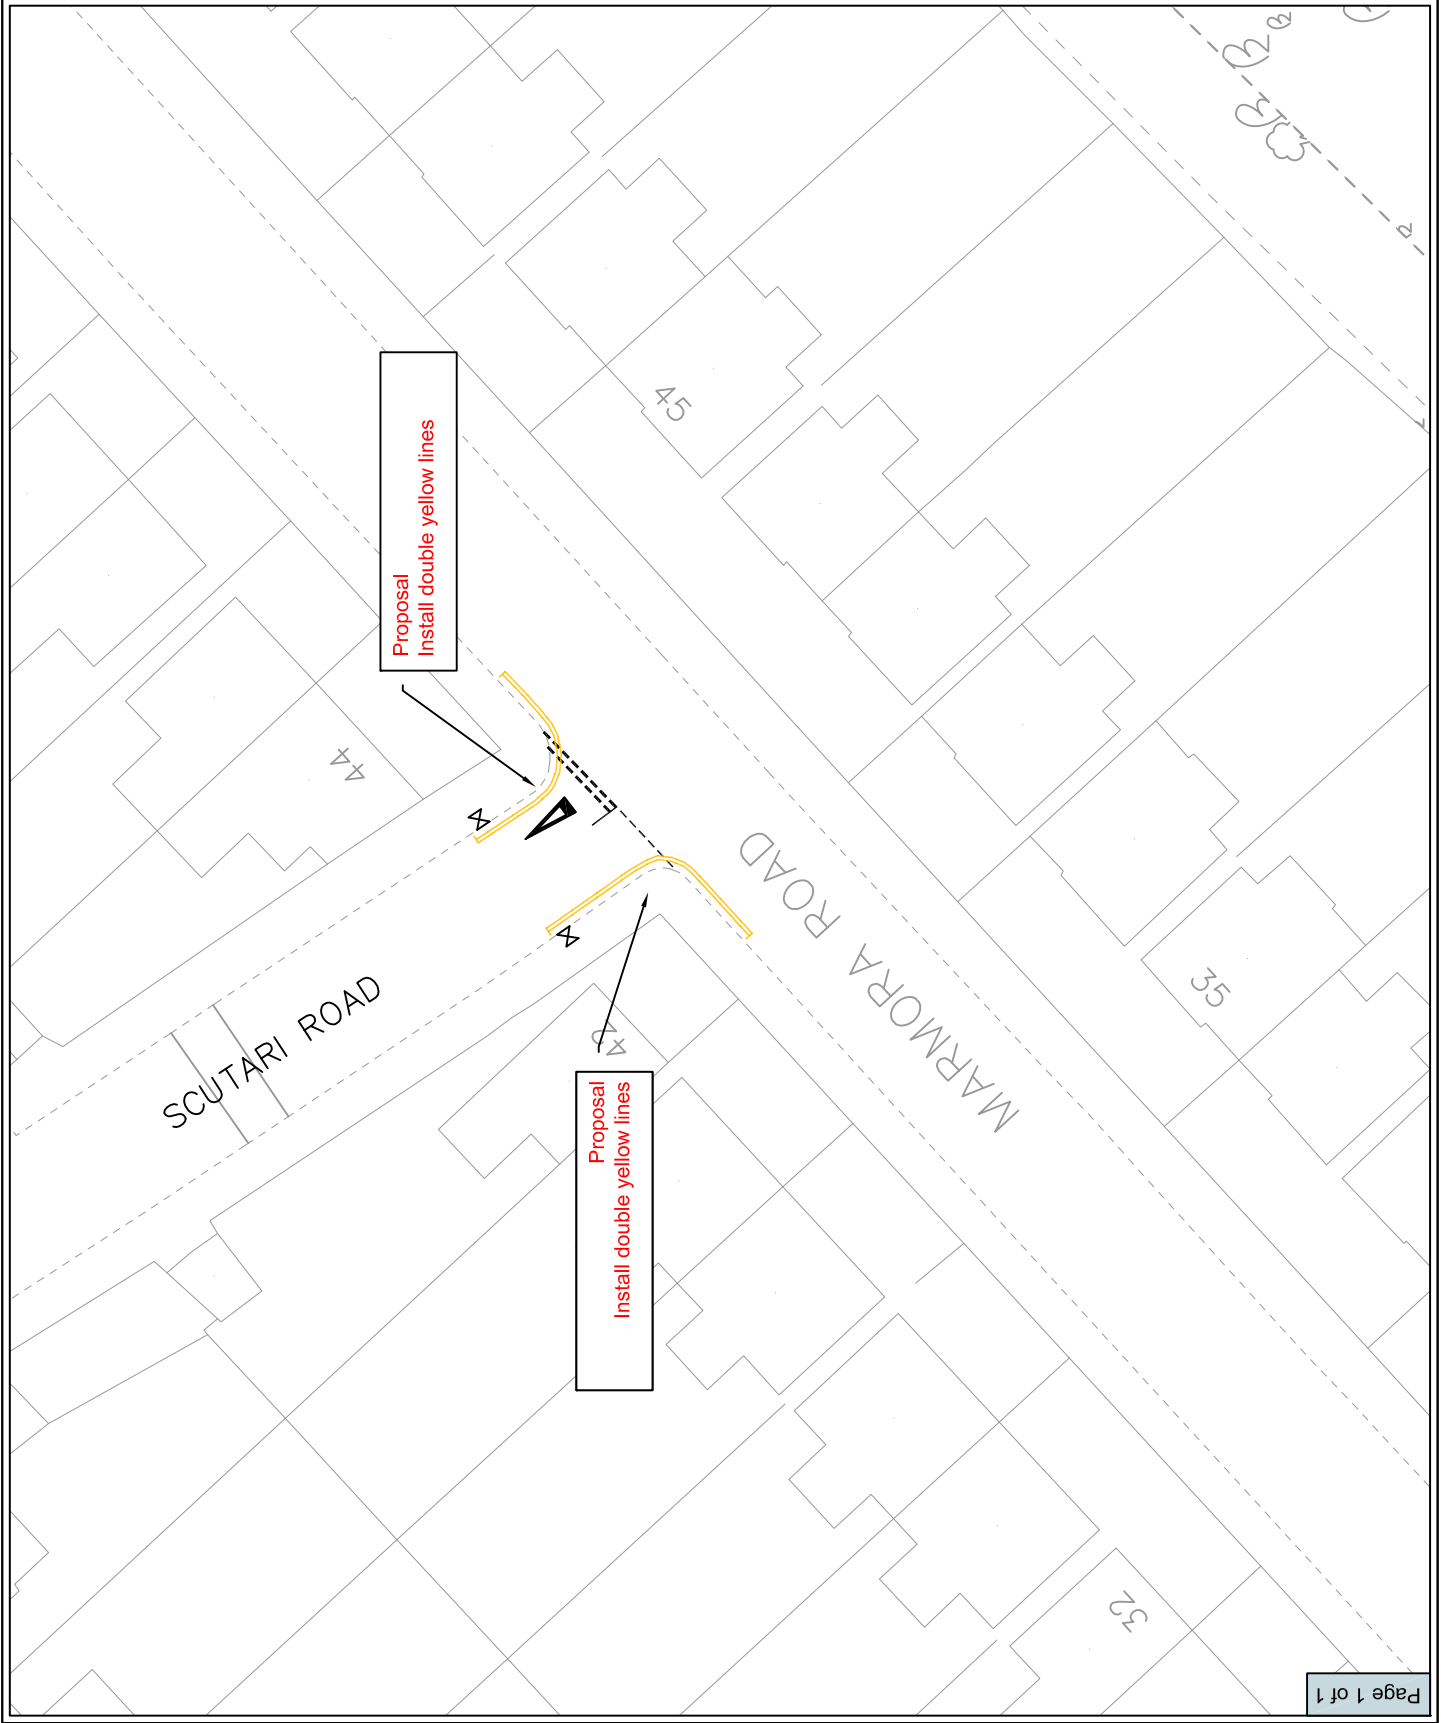 Proposal
Install double yellow lines
45
44
SCUTARI ROAD
MARMORA ROAD
42
35
Proposal
Install double yellow lines
32
Page 1 of 1